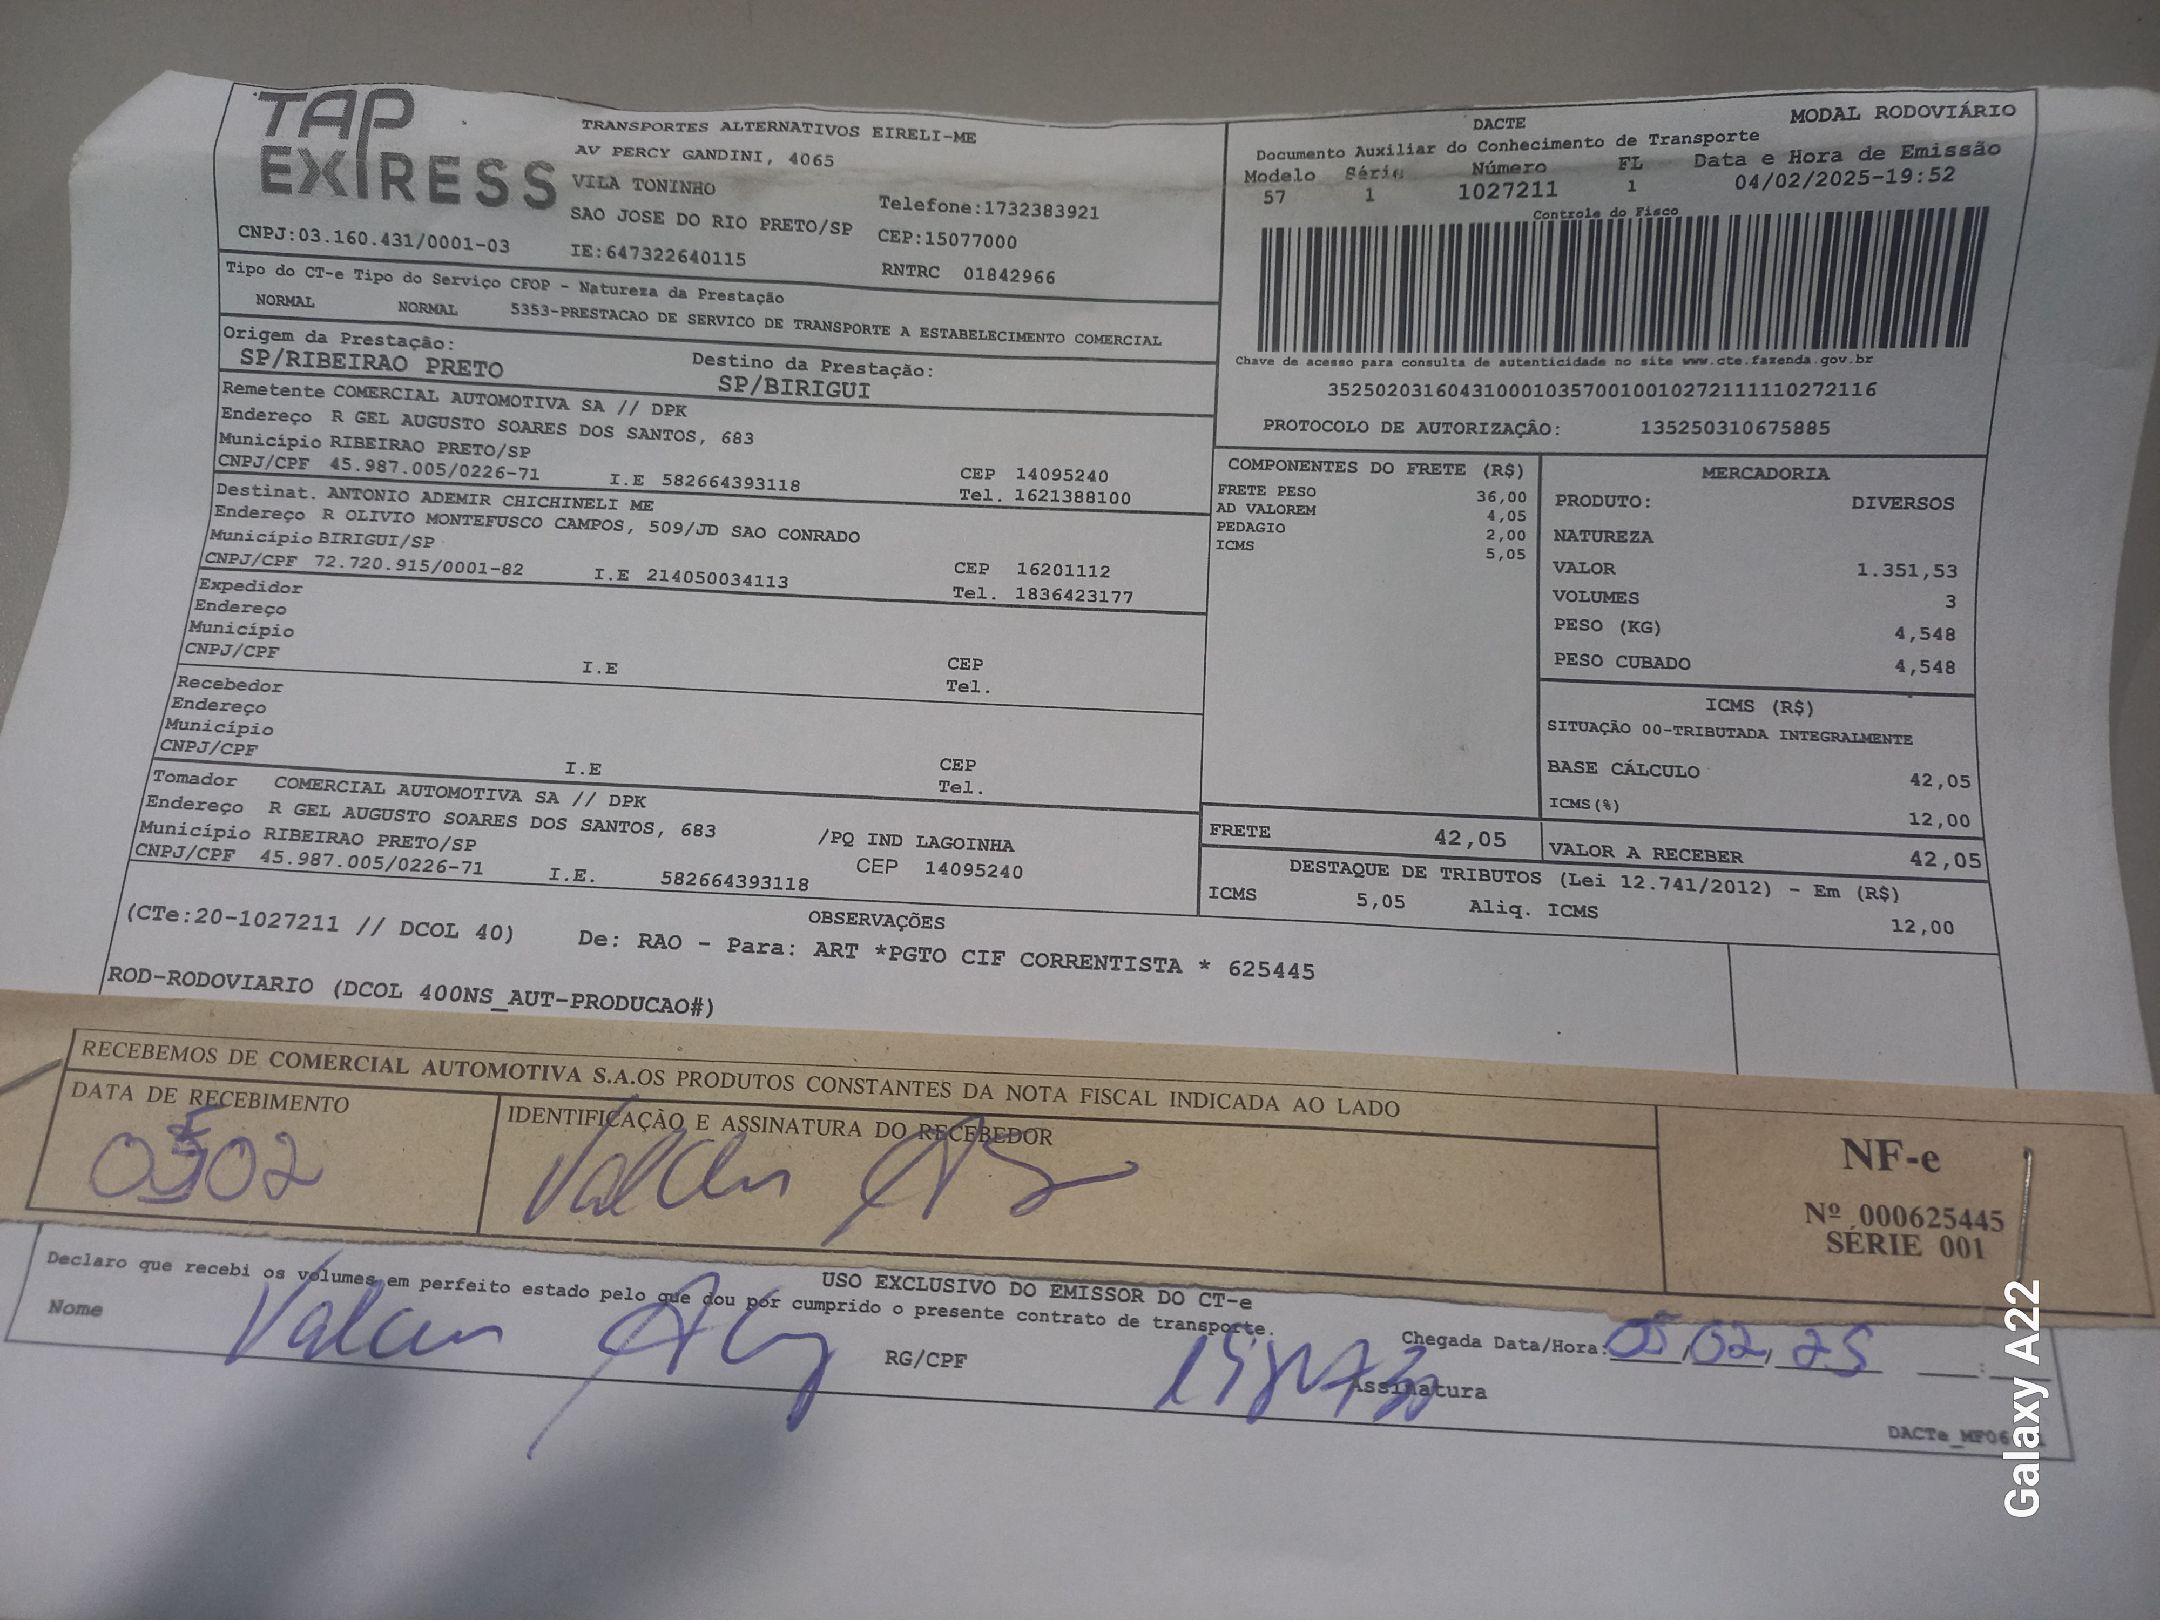 TAP EXPRESS
TRANSPORTES ALTERNATIVOS EIRELI-ME
AV PERCY GANDINI, 4065
VILA TONINHO
SAO JOSE DO RIO PRETO/SP
Telefone:1732383921
CEP:15077000
CNPJ:03.160.431/0001-03
IE:647322640115
RNTRC 01842966
Tipo do CT-e Tipo do Serviço CFOP - Natureza da Prestação
NORMAL NORMAL 5353-PRESTACAO DE SERVICO DE TRANSPORTE A ESTABELECIMENTO COMERCIAL
Origem da Prestação:
SP/RIBEIRAO PRETO
Destino da Prestação:
SP/BIRIGUI
Remetente COMERCIAL AUTOMOTIVA SA // DPK
Endereço R GEL AUGUSTO SOARES DOS SANTOS, 683
Município RIBEIRAO PRETO/SP
CEP 14095240
CNPJ/CPF 45.987.005/0226-71 I.E 582664393118 Tel. 1621388100
Destinat. ANTONIO ADEMIR CHICHINELI ME
Endereço R OLIVIO MONTEFUSCO CAMPOS, 509/JD SAO CONRADO
Município BIRIGUI/SP
CEP 16201112
CNPJ/CPF 72.720.915/0001-82 I.E 214050034113 Tel. 1836423177
Expedidor
Endereço
Município
CEP
CNPJ/CPF I.E Tel.
Recebedor
Endereço
Município
CEP
CNPJ/CPF I.E Tel.
Tomador COMERCIAL AUTOMOTIVA SA // DPK
Endereço R GEL AUGUSTO SOARES DOS SANTOS, 683 /PQ IND LAGOINHA
Município RIBEIRAO PRETO/SP CEP 14095240
CNPJ/CPF 45.987.005/0226-71 I.E. 582664393118
DACTE
MODAL RODOVIÁRIO
Documento Auxiliar do Conhecimento de Transporte
Modelo Série Número FL Data e Hora de Emissão
57 1 1027211 1 04/02/2025-19:52
Controle do Fisco
Chave de acesso para consulta de autenticidade no site www.cte.fazenda.gov.br
35250203160431000103570010010272111110272116
PROTOCOLO DE AUTORIZAÇÃO: 135250310675885
COMPONENTES DO FRETE (R$)
FRETE PESO 36,00
AD VALOREM 4,05
PEDAGIO 2,00
ICMS 5,05
MERCADORIA
PRODUTO: DIVERSOS
NATUREZA
VALOR 1.351,53
VOLUMES 3
PESO (KG) 4,548
PESO CUBADO 4,548
ICMS (R$)
SITUAÇÃO 00-TRIBUTADA INTEGRALMENTE
BASE CÁLCULO 42,05
ICMS(%) 12,00
FRETE 42,05
VALOR A RECEBER 42,05
DESTAQUE DE TRIBUTOS (Lei 12.741/2012) - Em (R$)
ICMS 5,05 Aliq. ICMS 12,00
OBSERVAÇÕES
(CTe:20-1027211 // DCOL 40) De: RAO - Para: ART *PGTO CIF CORRENTISTA * 625445
ROD-RODOVIARIO (DCOL 400NS_AUT-PRODUCAO#)
RECEBEMOS DE COMERCIAL AUTOMOTIVA S.A.OS PRODUTOS CONSTANTES DA NOTA FISCAL INDICADA AO LADO
DATA DE RECEBIMENTO
0502
IDENTIFICAÇÃO E ASSINATURA DO RECEBEDOR
NF-e
Nº 000625445
SÉRIE 001
USO EXCLUSIVO DO EMISSOR DO CT-e
Declaro que recebi os volumes em perfeito estado pelo que dou por cumprido o presente contrato de transporte.
Nome
RG/CPF
Assinatura
Chegada Data/Hora: 05/02/25
Galaxy A22